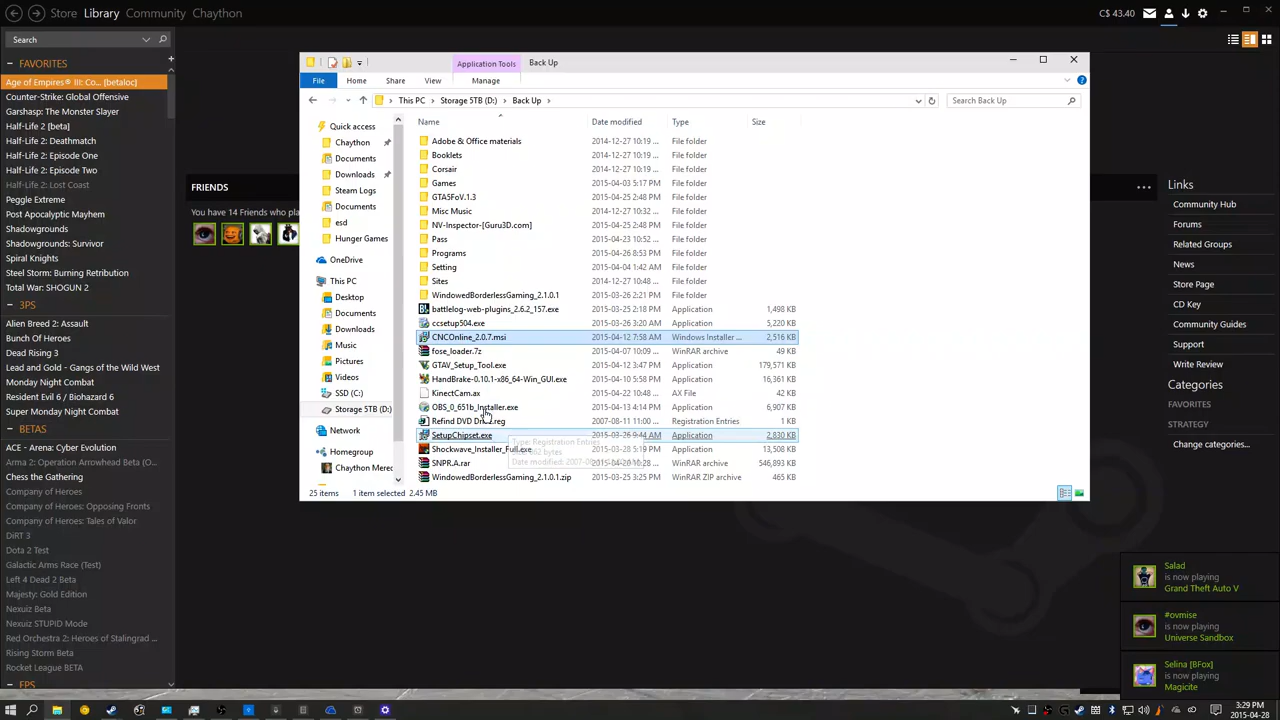 Store Library Community Chaython
C$ 43.40
Search
FAVORITES
Age of Empires® III: Co... [betaloc]
Counter-Strike: Global Offensive
Garshasp: The Monster Slayer
Half-Life 2 [beta]
Half-Life 2: Deathmatch
Half-Life 2: Episode One
Half-Life 2: Episode Two
Half-Life 2: Lost Coast
Peggle Extreme
Post Apocalyptic Mayhem
Shadowgrounds
Shadowgrounds: Survivor
Spiral Knights
Steel Storm: Burning Retribution
Total War: SHOGUN 2
3PS
Alien Breed 2: Assault
Dead Rising 3
Lead and Gold - Gangs of the Wild West
Monday Night Combat
Resident Evil 6 / Biohazard 6
Super Monday Night Combat
BETAS
ACE - Arena: Cyber Evolution
Arma 2: Operation Arrowhead Beta (Obsolete)
Chess the Gathering
Company of Heroes
Company of Heroes: Opposing Fronts
Company of Heroes: Tales of Valor
DiRT 3
Dota 2 Test
Galactic Arms Race (Test)
Left 4 Dead 2 Beta
Majesty: Gold Edition
Nexuiz Beta
Nexuiz STUPID Mode
Red Orchestra 2: Heroes of Stalingrad ...
Rising Storm Beta
Rocket League BETA
FPS
FRIENDS
You have 14 Friends who pla
Application Tools Back Up
File Home Share View Manage
This PC › Storage 5TB (D:) › Back Up ›
Search Back Up
Quick access
Chaython
Documents
Downloads
Steam Logs
Documents
esd
Hunger Games
OneDrive
This PC
Desktop
Documents
Downloads
Music
Pictures
Videos
SSD (C:)
Storage 5TB (D:)
Network
Homegroup
Chaython Mered
Name Date modified Type Size
Adobe & Office materials 2014-12-27 10:19 ... File folder
Booklets 2014-12-27 10:19 ... File folder
Corsair 2014-12-27 10:19 ... File folder
Games 2015-04-03 5:17 PM File folder
GTA5FoV.1.3 2015-04-25 2:48 PM File folder
Misc Music 2014-12-27 10:32 ... File folder
NV-Inspector-[Guru3D.com] 2015-04-25 2:48 PM File folder
Pass 2015-04-23 10:52 ... File folder
Programs 2015-04-26 8:53 PM File folder
Setting 2015-04-04 1:42 AM File folder
Sites 2014-12-27 10:48 ... File folder
WindowedBorderlessGaming_2.1.0.1 2015-03-26 2:21 PM File folder
battlelog-web-plugins_2.6.2_157.exe 2015-03-25 2:18 PM Application 1,498 KB
ccsetup504.exe 2015-03-26 3:20 AM Application 5,220 KB
CNCOnline_2.0.7.msi 2015-04-12 7:58 AM Windows Installer ... 2,516 KB
fose_loader.7z 2015-04-07 10:09 ... WinRAR archive 49 KB
GTAV_Setup_Tool.exe 2015-04-12 3:47 PM Application 179,571 KB
HandBrake-0.10.1-x86_64-Win_GUI.exe 2015-04-10 5:58 PM Application 16,361 KB
KinectCam.ax 2015-04-22 10:48 ... AX File 42 KB
OBS_0_651b_Installer.exe 2015-04-13 4:14 PM Application 6,907 KB
Refind DVD Drive.reg 2007-08-11 11:00 ... Registration Entries 1 KB
SetupChipset.exe 2015-03-26 9:44 AM Application 2,830 KB
Shockwave_Installer_Full.exe 2015-03-28 5:19 PM Application 13,508 KB
SNPR.A.rar 2015-04-20 10:28 ... WinRAR archive 546,893 KB
WindowedBorderlessGaming_2.1.0.1.zip 2015-03-25 3:25 PM WinRAR ZIP archive 465 KB
Type: Registration Entries
25 items 1 item selected 2.45 MB
Links
Community Hub
Forums
Related Groups
News
Store Page
CD Key
Community Guides
Support
Write Review
Categories
FAVORITES
STRATEGY
Change categories...
Salad
is now playing
Grand Theft Auto V
#ovmise
is now playing
Universe Sandbox
Selina [BFox]
is now playing
Magicite
3:29 PM
2015-04-28